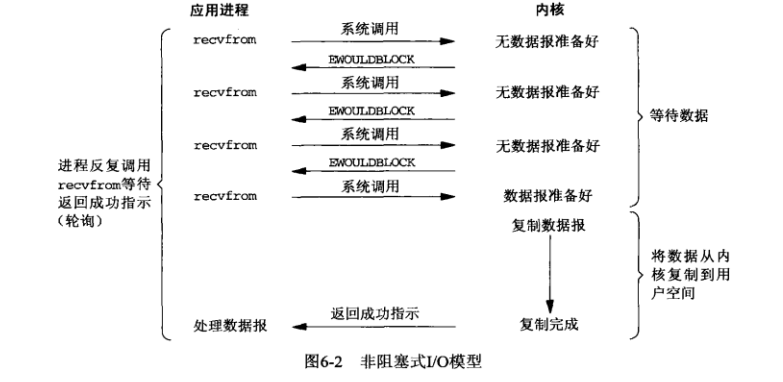 应用进程 内核
recvfrom 系统调用 无数据报准备好
EWOULDBLOCK
recvfrom 系统调用 无数据报准备好
EWOULDBLOCK
recvfrom 系统调用 无数据报准备好
EWOULDBLOCK
recvfrom 系统调用 数据报准备好
等待数据
进程反复调用
recvfrom等待
返回成功指示
(轮询)
复制数据报
将数据从内
核复制到用
户空间
处理数据报 返回成功指示 复制完成
图6-2 非阻塞式I/O模型